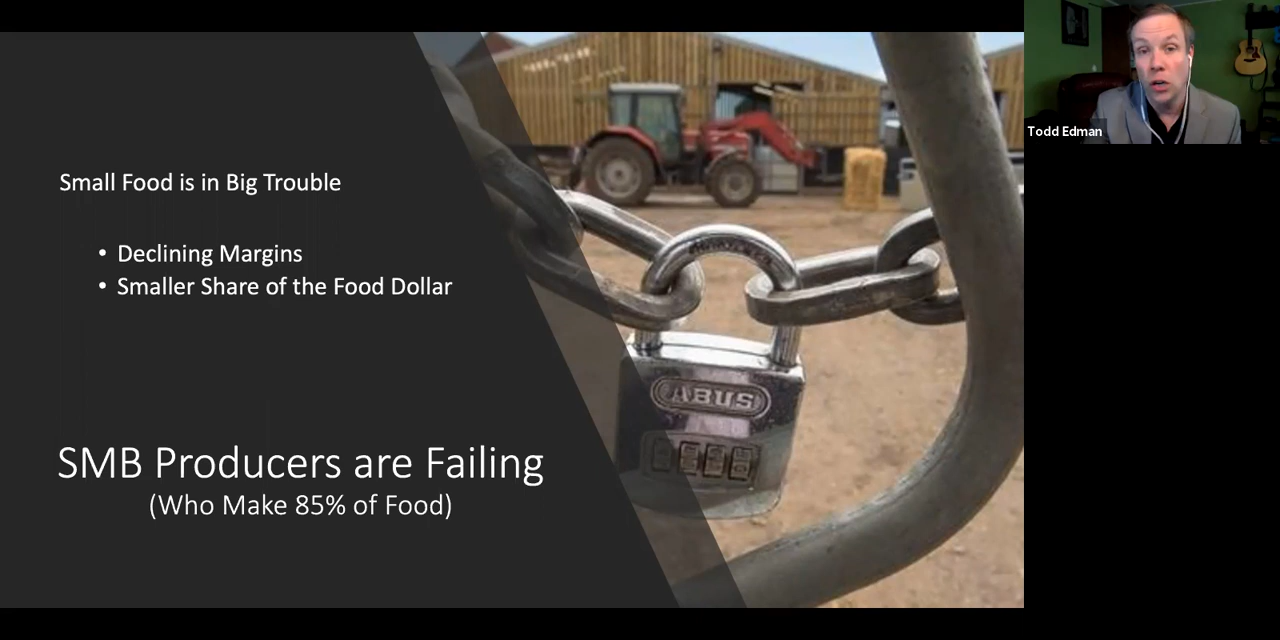 Small Food is in Big Trouble
• Declining Margins
• Smaller Share of the Food Dollar
SMB Producers are Failing
(Who Make 85% of Food)
ABUS
Todd Edman